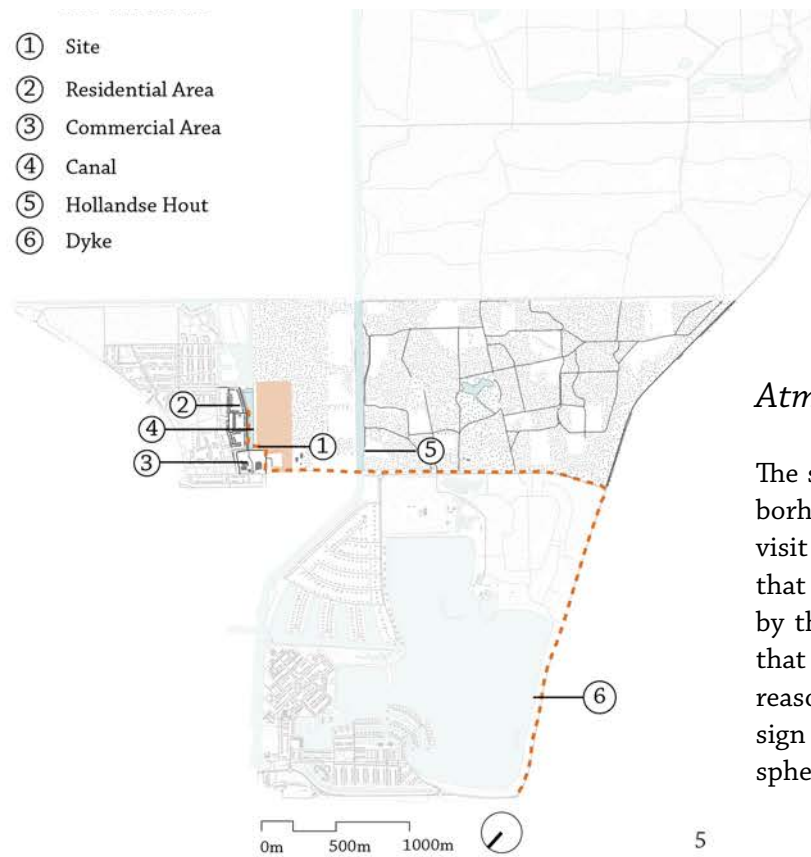 ① Site
② Residential Area
③ Commercial Area
④ Canal
⑤ Hollandse Hout
⑥ Dyke
②
④
①
⑤
③
⑥
Atm
The s
borh
visit
that
by th
that
reaso
sign
sphe
0m 500m 1000m
5